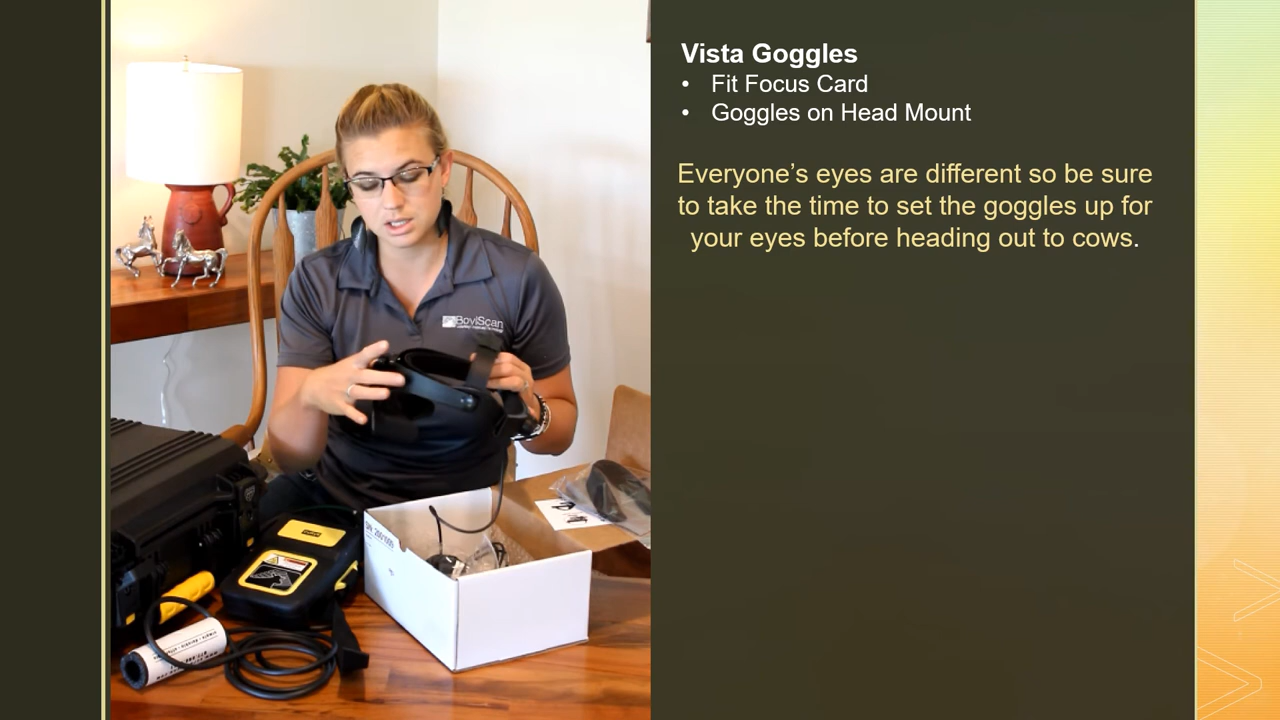 Vista Goggles
• Fit Focus Card
• Goggles on Head Mount
Everyone’s eyes are different so be sure
to take the time to set the goggles up for
your eyes before heading out to cows.
BoviScan